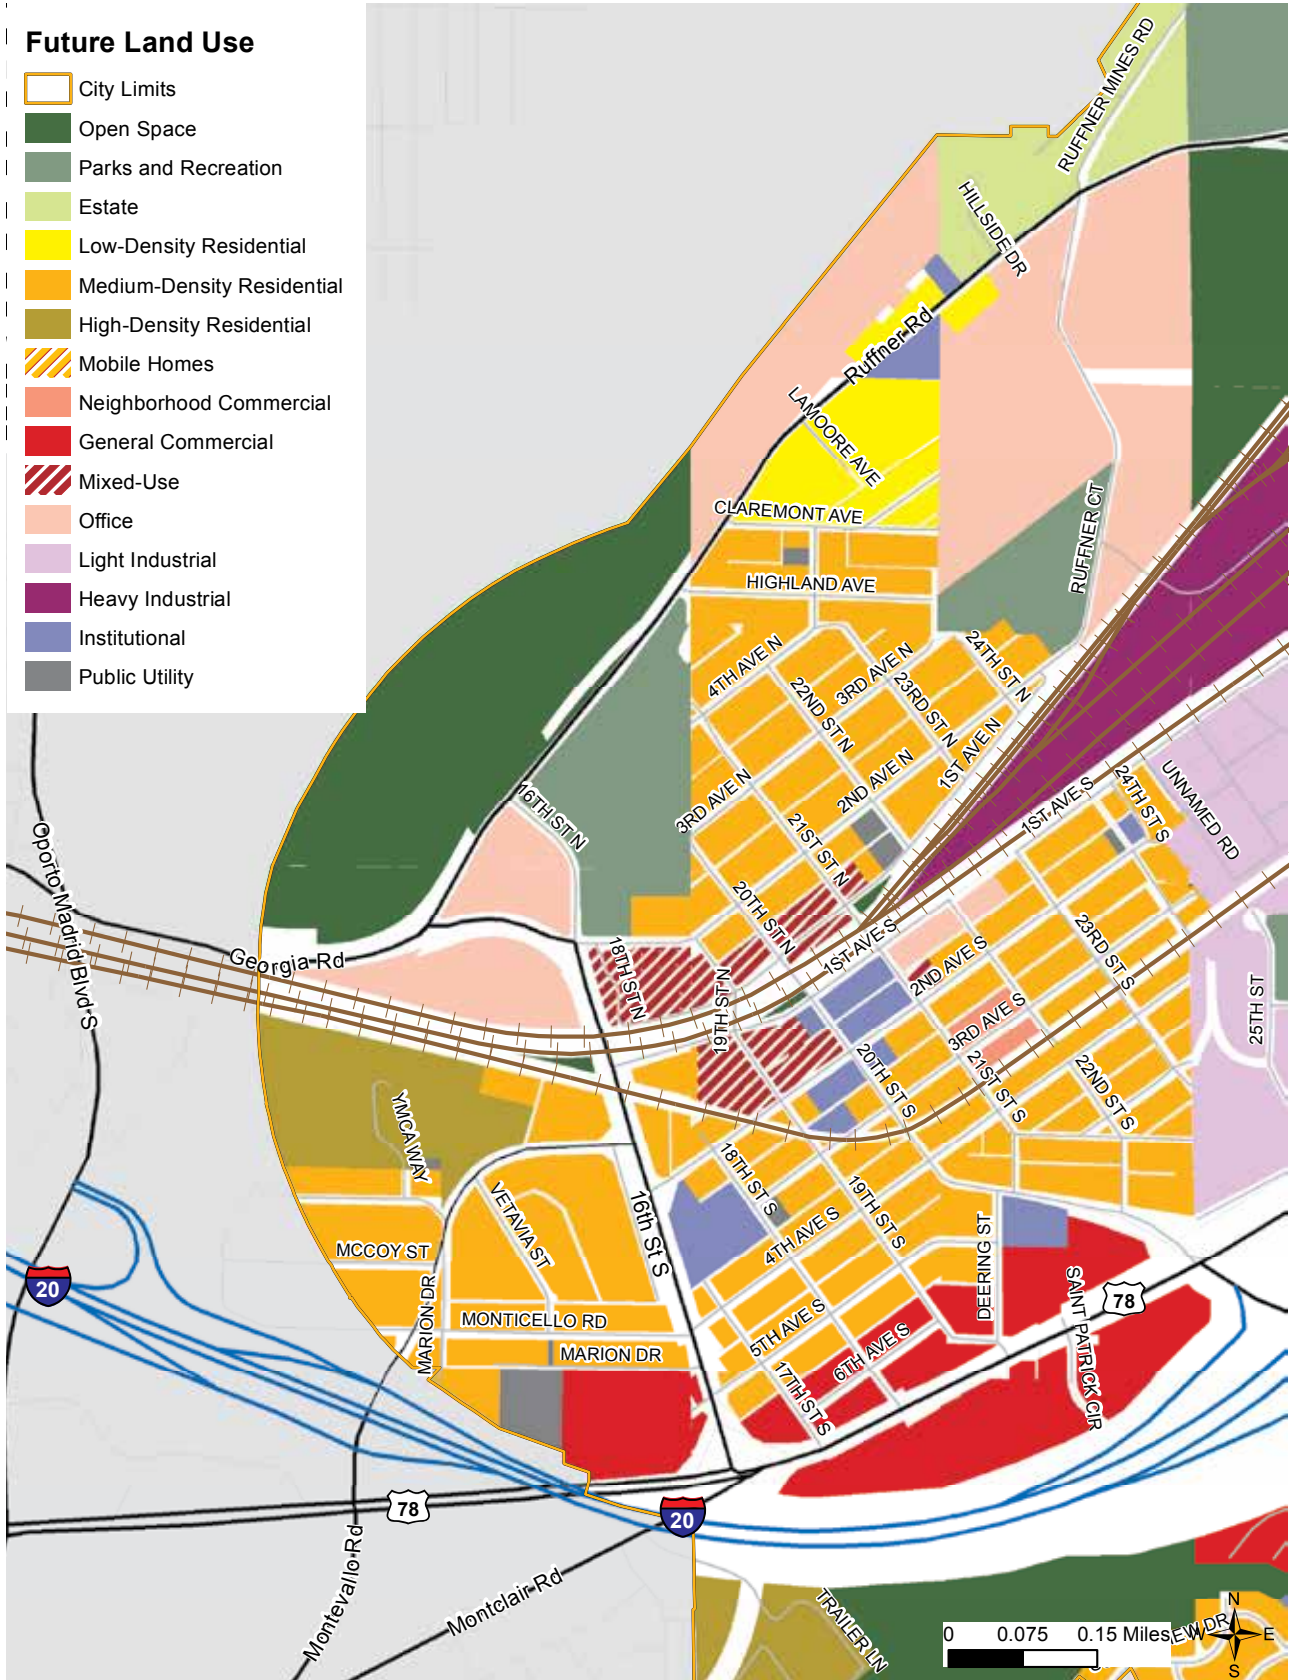 Future Land Use
City Limits
Open Space
Parks and Recreation
Estate
Low-Density Residential
Medium-Density Residential
High-Density Residential
Mobile Homes
Neighborhood Commercial
General Commercial
Mixed-Use
Office
Light Industrial
Heavy Industrial
Institutional
Public Utility
RUFFNER MINES RD
HILLSIDE DR
Ruffner Rd
LAMOORE AVE
CLAREMONT AVE
RUFFNER CT
HIGHLAND AVE
4TH AVE N
3RD AVE N
24TH ST N
22ND ST N
23RD ST N
1ST AVE N
2ND AVE N
3RD AVE N
21ST ST N
16TH ST N
1ST AVE S
24TH ST S
UNNAMED RD
20TH ST N
Oporto Madrid Blvd S
Georgia Rd
18TH ST N
19TH ST N
1ST AVE S
2ND AVE S
23RD ST S
25TH ST
3RD AVE S
20TH ST S
21ST ST S
22ND ST S
YMCA WAY
18TH ST S
19TH ST S
VETAVIA ST
16th St S
4TH AVE S
MCCOY ST
DEERING ST
SAINT PATRICK CIR
20
78
MARION DR
MONTICELLO RD
MARION DR
5TH AVE S
6TH AVE S
17TH ST S
78
20
Montevallo Rd
Montclair Rd
TRAILER LN
0 0.075 0.15 Miles
EW DR
N
W E
S